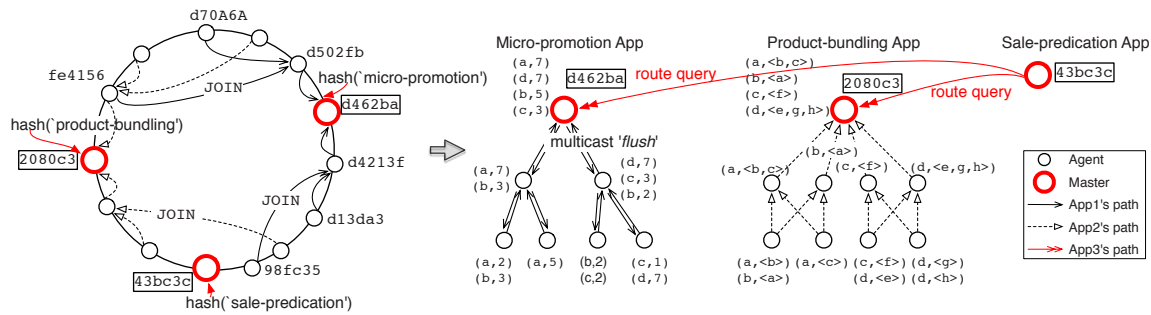 d70A6A
d502fb
fe4156
JOIN
hash(`micro-promotion')
d462ba
hash(`product-bundling')
2080c3
d4213f
JOIN
JOIN
d13da3
43bc3c
98fc35
hash(`sale-predication')
Micro-promotion App
(a,7)
(d,7)
(b,5)
(c,3)
d462ba
route query
multicast 'flush'
(a,7)
(b,3)
(d,7)
(c,3)
(b,2)
(a,2)
(b,3)
(a,5)
(b,2)
(c,2)
(c,1)
(d,7)
Product-bundling App
(a,<b,c>)
(b,<a>)
(c,<f>)
(d,<e,g,h>)
2080c3
route query
(a,<b,c>)
(b,<a>)
(c,<f>)
(d,<e,g,h>)
(a,<b>)
(b,<a>)
(a,<c>)
(c,<f>)
(d,<e>)
(d,<g>)
(d,<h>)
Sale-predication App
43bc3c
Agent
Master
App1's path
App2's path
App3's path